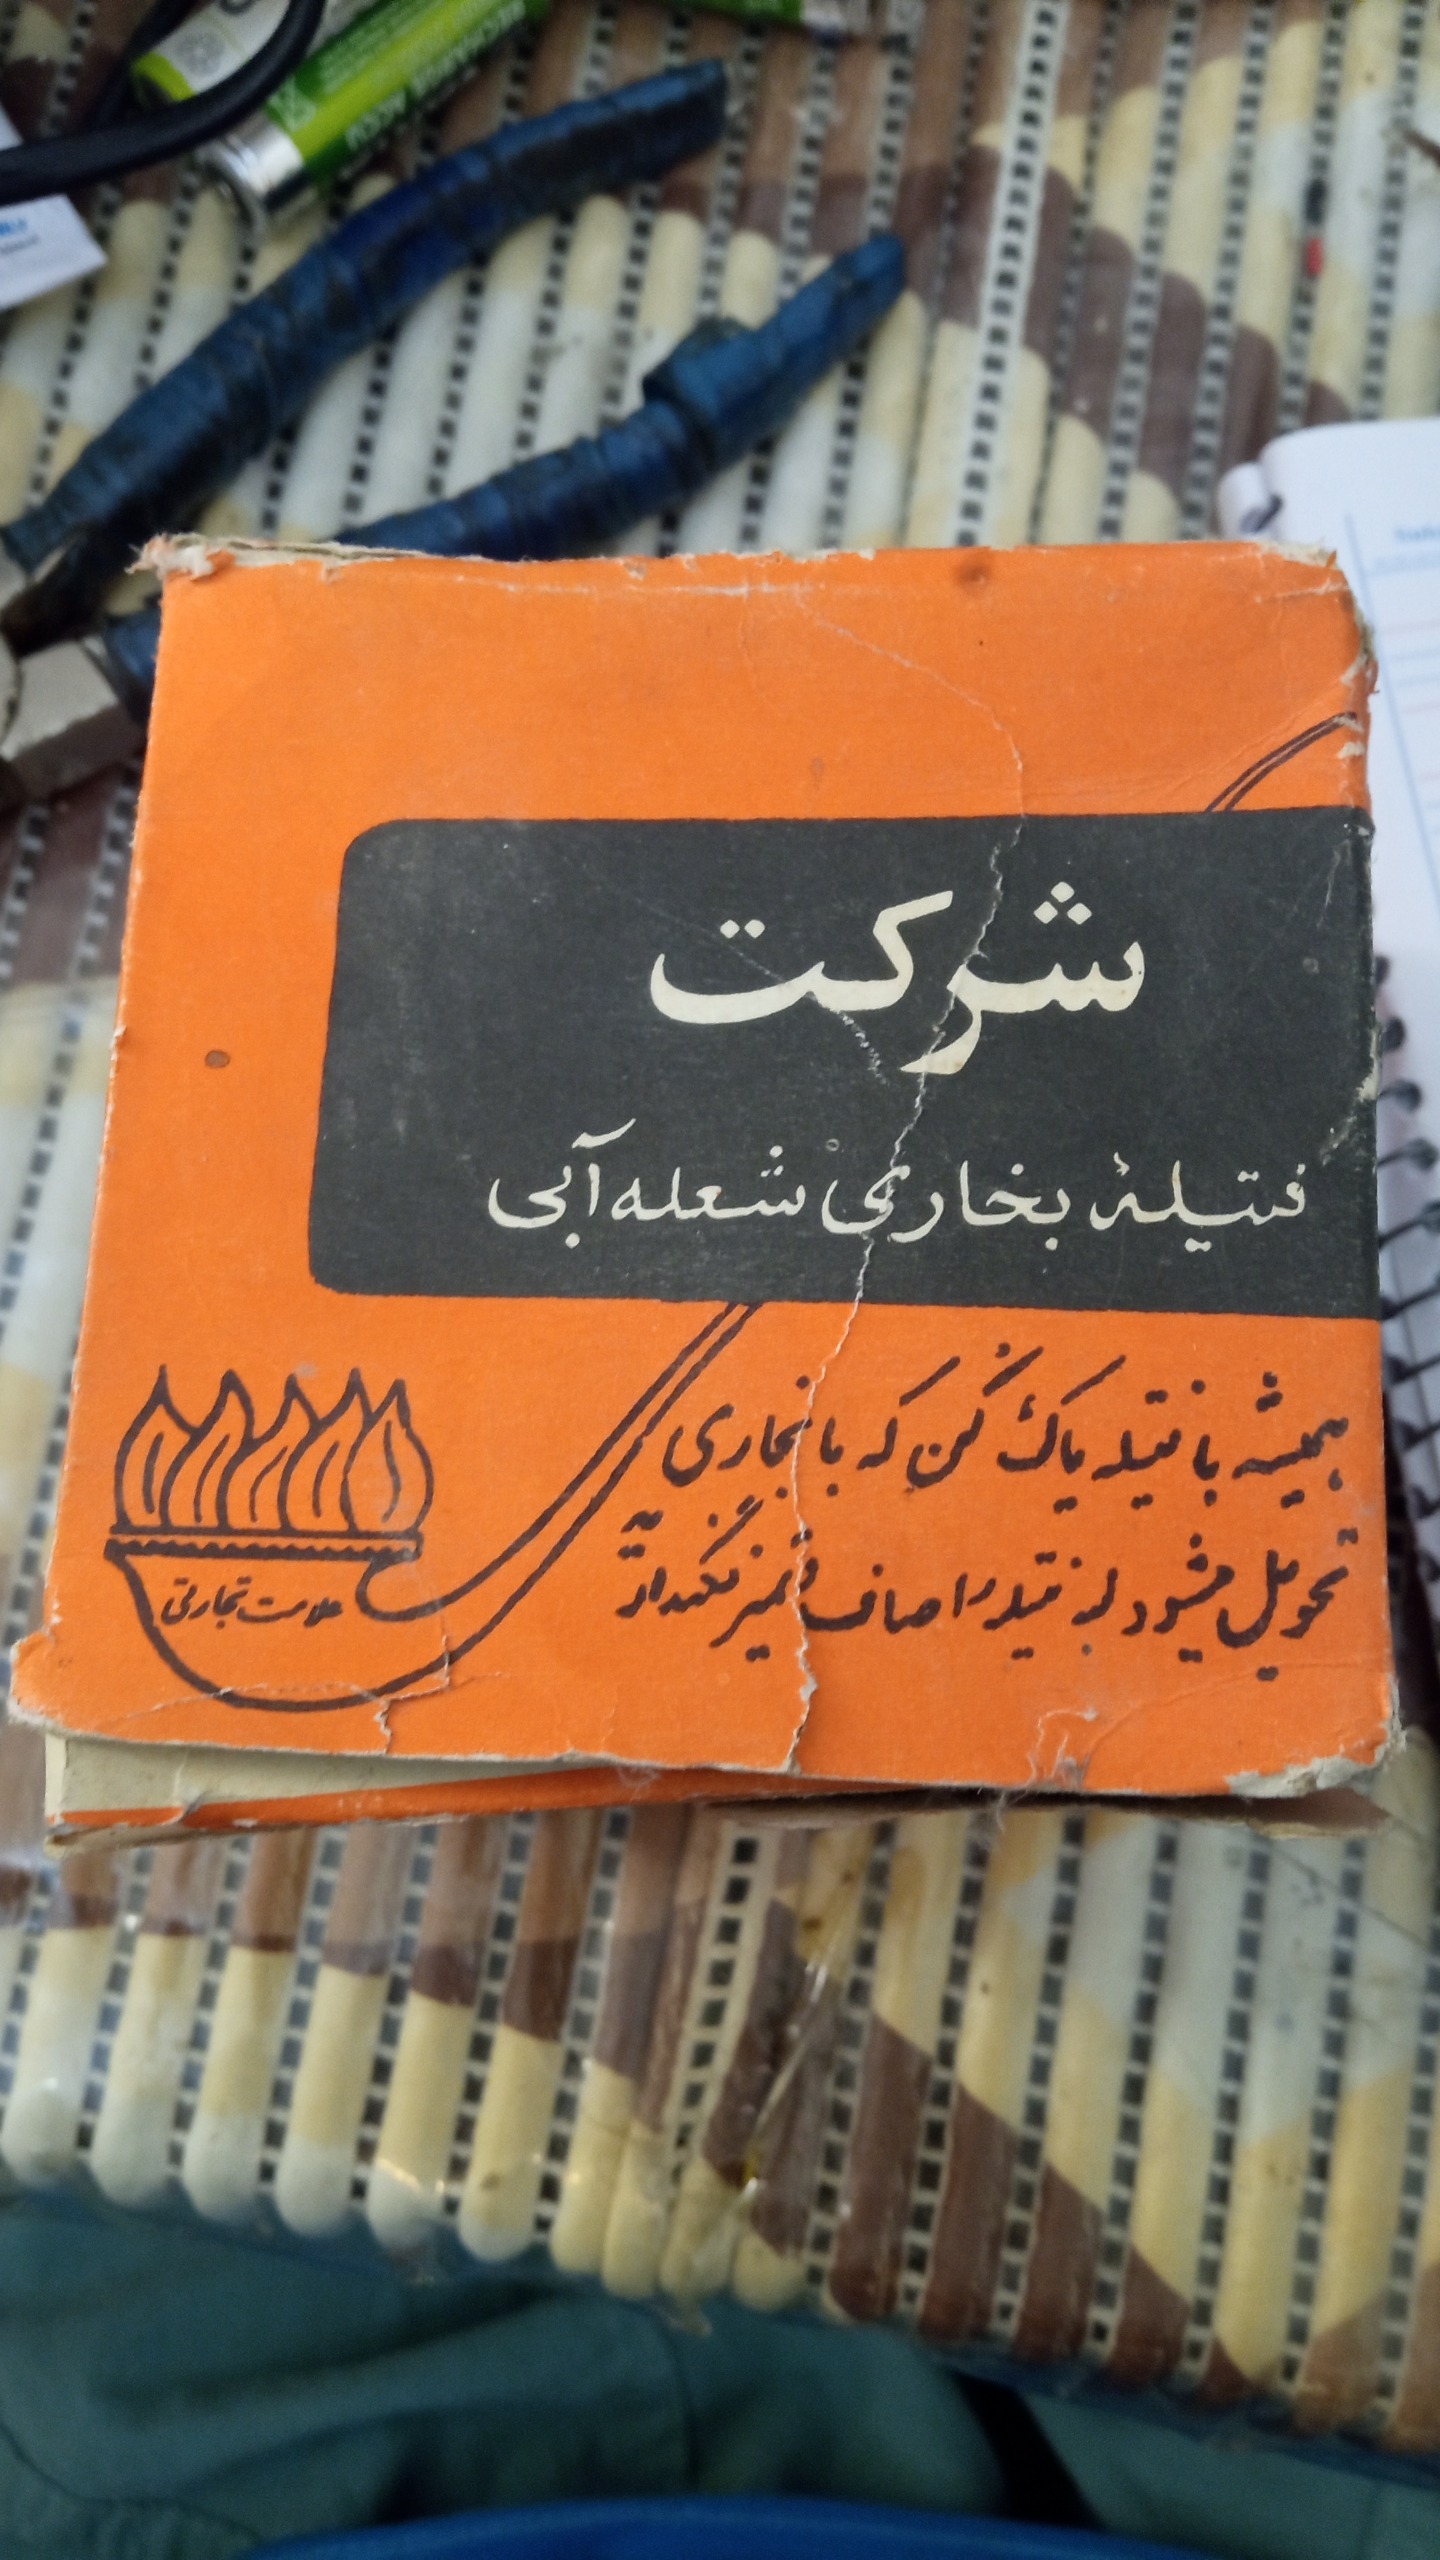 شرکت
فتیلهٔ بخاری شعله آبی
همیشه با فتیله پاک کن که با بخاری
تحویل میشود لبه فتیله را صاف و تمیز نگهدارید
علامت تجارتی
ACCU